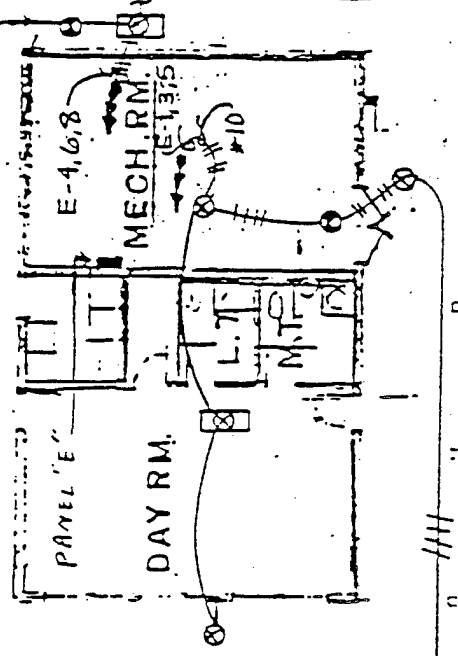 E-4,6,8
MECH. RM.
E-1,3,5
#10
PANEL "E"
DAY RM.